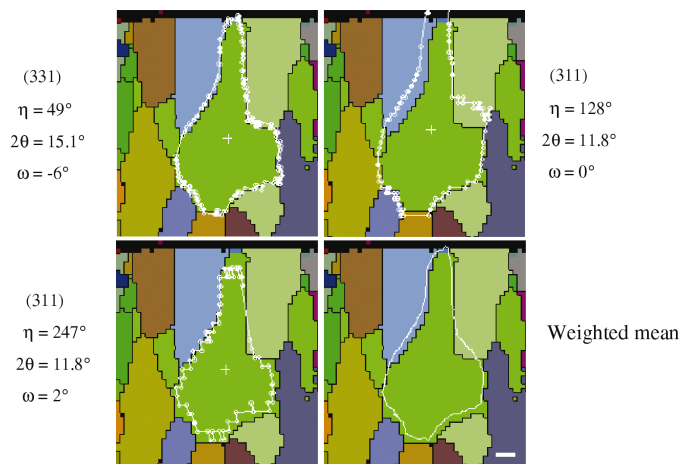 (331)
η = 49°
2θ = 15.1°
ω = -6°
(311)
η = 128°
2θ = 11.8°
ω = 0°
(311)
η = 247°
2θ = 11.8°
ω = 2°
Weighted mean